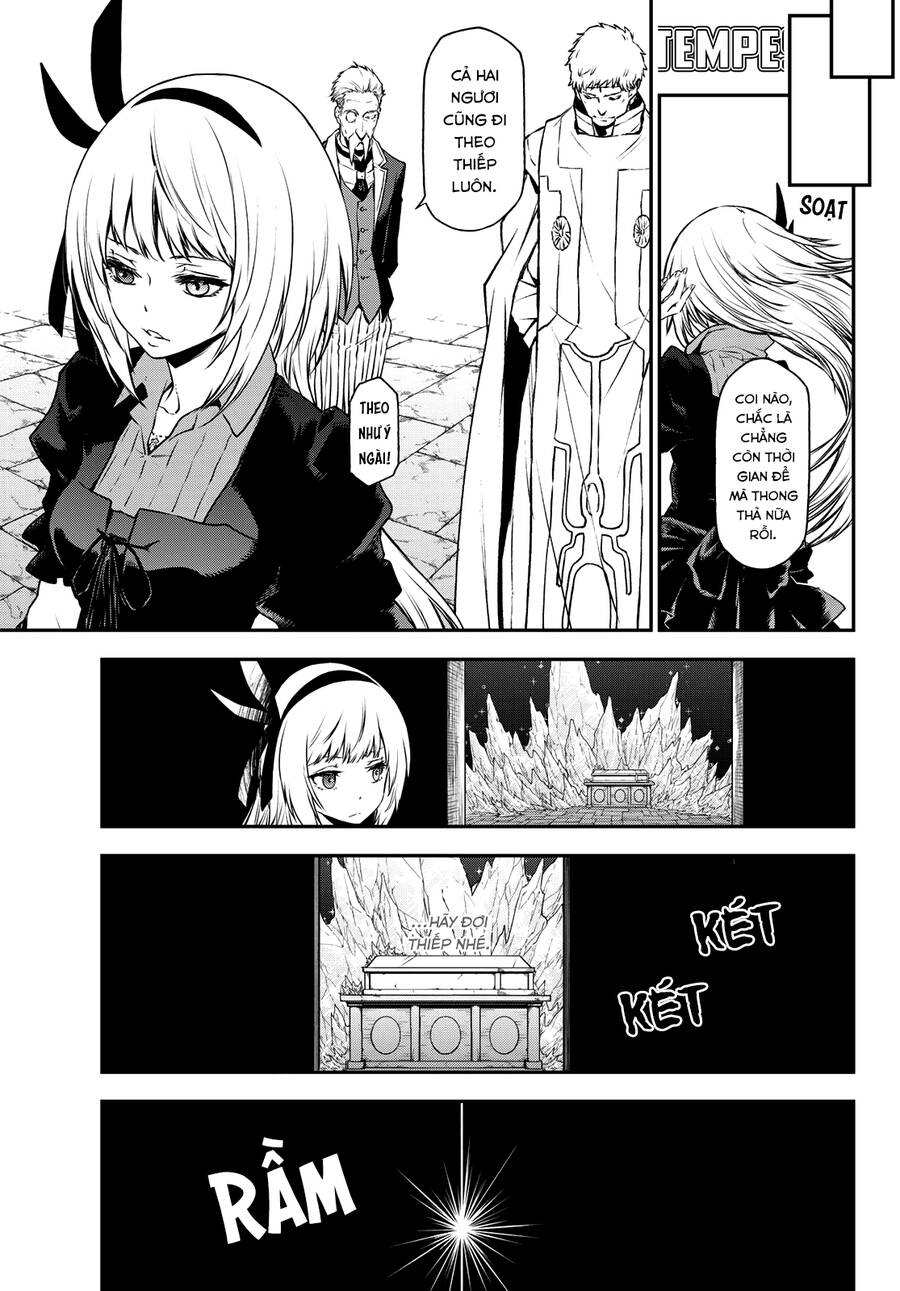 TEMPES
SOẠT
COI NÀO,
CHẮC LÀ
CHẲNG
CÒN THỜI
GIAN ĐỂ
MÀ THONG
THẢ NỮA
RỒI.
CẢ HAI
NGƯƠI
CŨNG ĐI
THEO
THIẾP
LUÔN.
THEO
NHƯ Ý
NGÀI!
...HÃY ĐỢI
THIẾP NHÉ.
KÉT
KÉT
RẦM